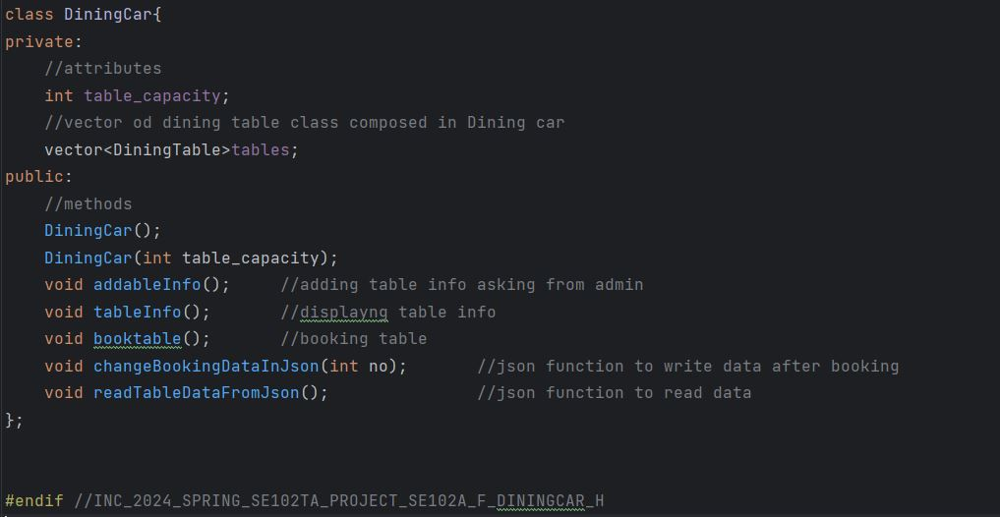 class DiningCar{
private:
    //attributes
    int table_capacity;
    //vector od dining table class composed in Dining car
    vector<DiningTable>tables;
public:
    //methods
    DiningCar();
    DiningCar(int table_capacity);
    void addableInfo();     //adding table info asking from admin
    void tableInfo();       //displayng table info
    void booktable();       //booking table
    void changeBookingDataInJson(int no);       //json function to write data after booking
    void readTableDataFromJson();               //json function to read data
};
#endif //INC_2024_SPRING_SE102TA_PROJECT_SE102A_F_DININGCAR_H